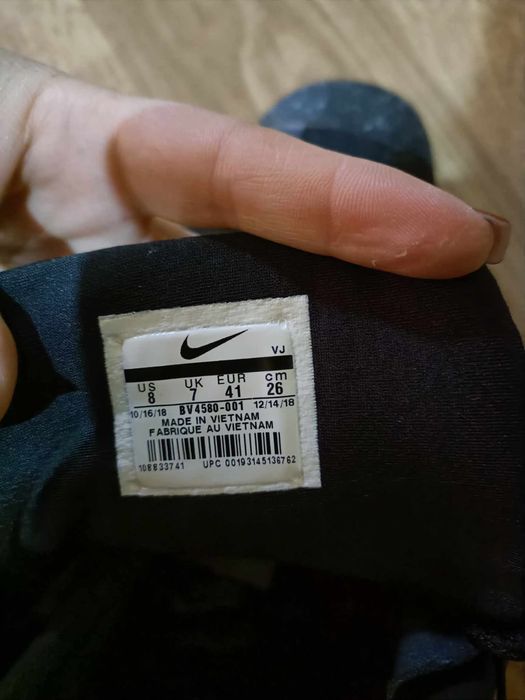 VJ
US UK EUR cm
8 7 41 26
10/16/18 BV4580-001 12/14/18
MADE IN VIETNAM
FABRIQUE AU VIETNAM
108833741 UPC 00193145136762